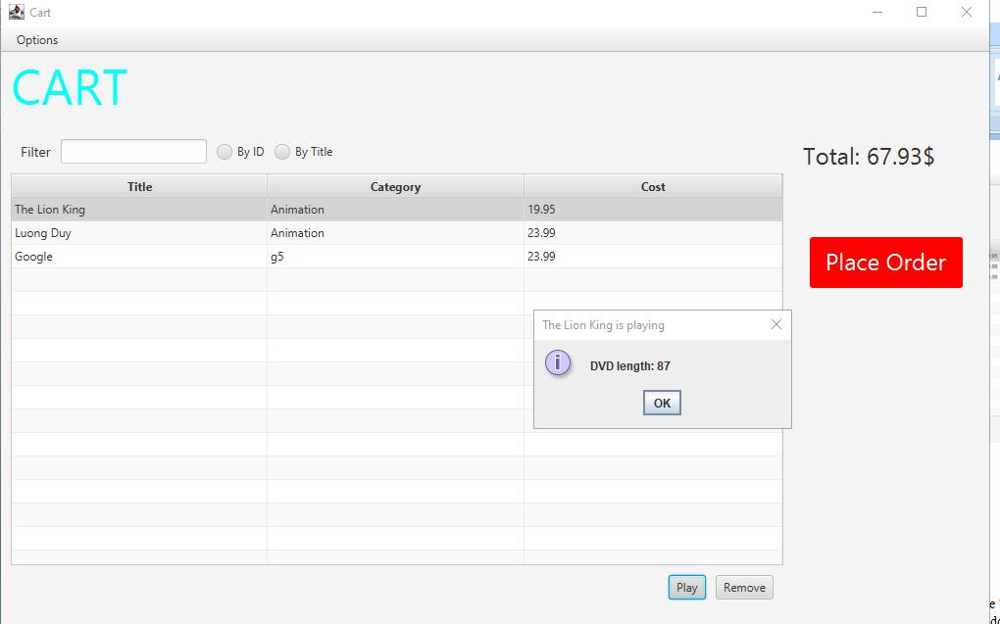 Cart
Options
CART
Filter By ID By Title
Total: 67.93$
Title Category Cost
The Lion King Animation 19.95
Luong Duy Animation 23.99
Google g5 23.99
Place Order
The Lion King is playing
DVD length: 87
OK
Play Remove